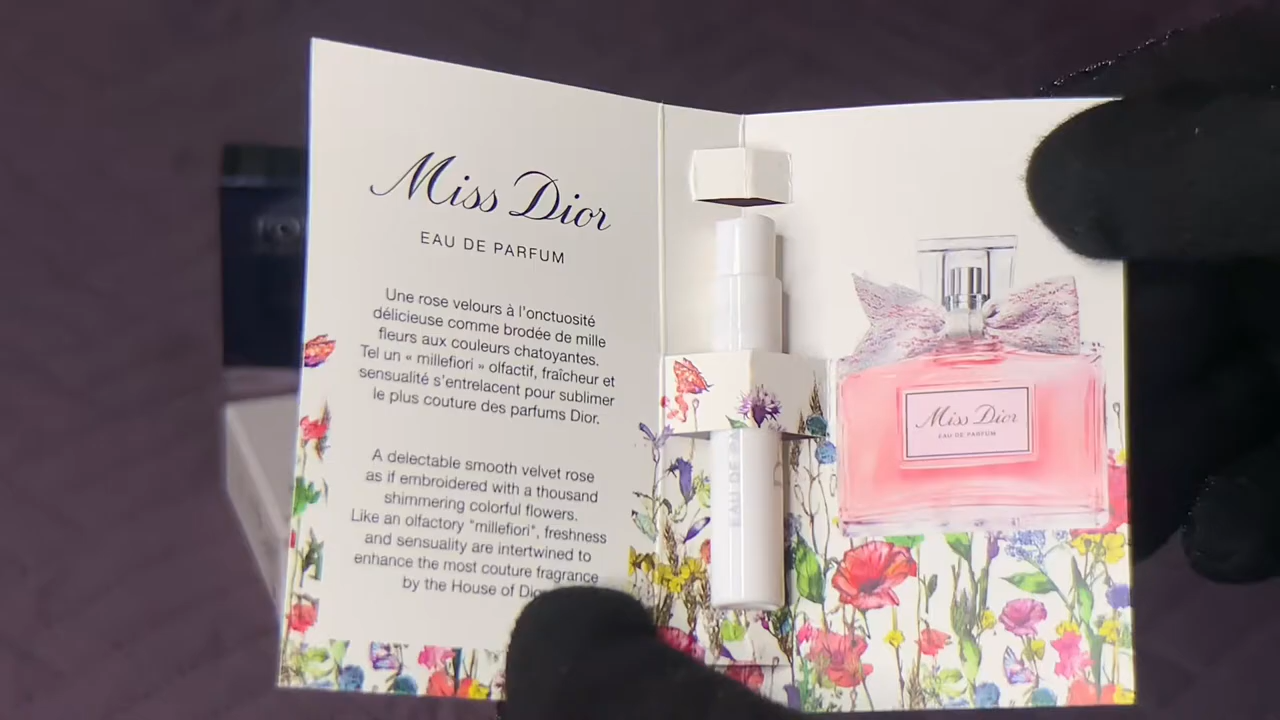 Miss Dior
EAU DE PARFUM
Une rose velours à l'onctuosité
délicieuse comme brodée de mille
fleurs aux couleurs chatoyantes.
Tel un « millefiori » olfactif, fraîcheur et
sensualité s'entrelacent pour sublimer
le plus couture des parfums Dior.
A delectable smooth velvet rose
as if embroidered with a thousand
shimmering colorful flowers.
Like an olfactory "millefiori", freshness
and sensuality are intertwined to
enhance the most couture fragrance
by the House of
EAU DE
Miss Dior
EAU DE PARFUM